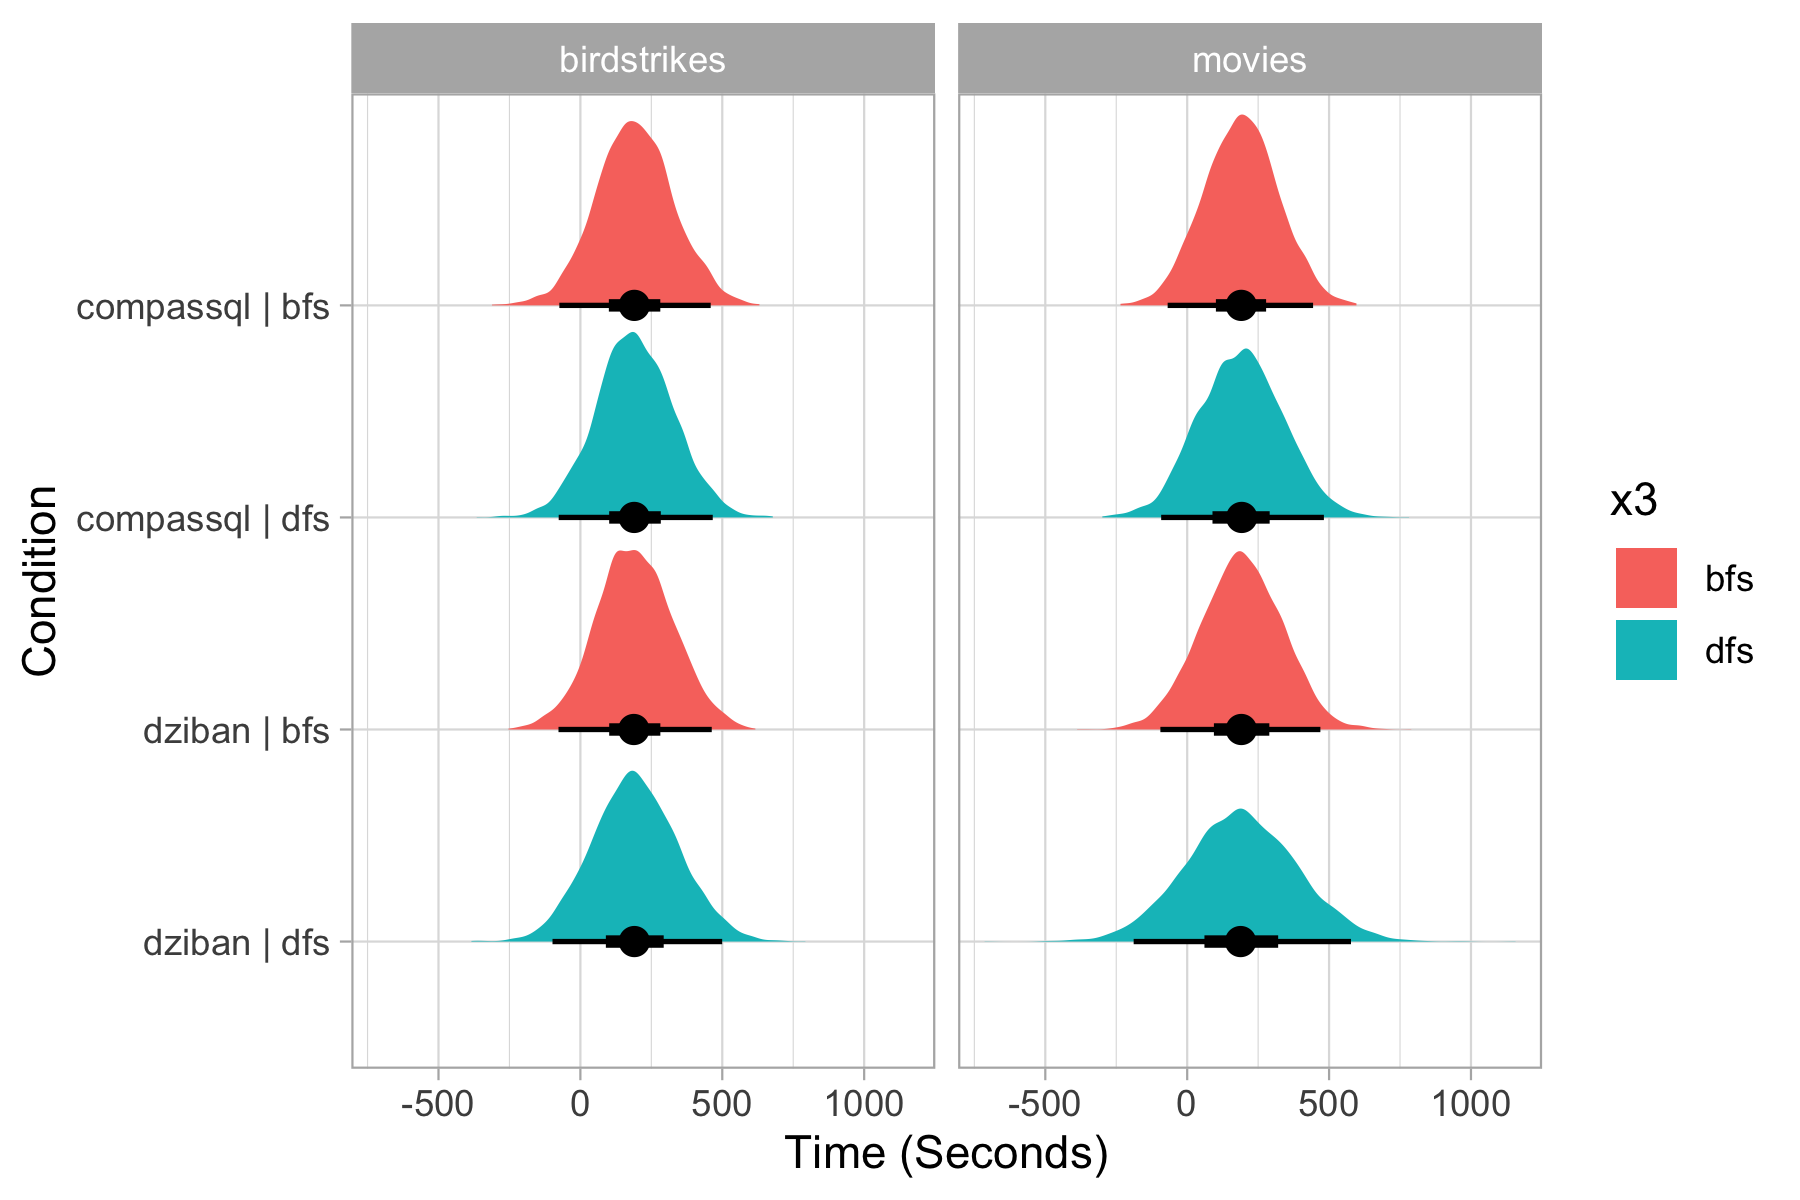 birdstrikes
movies
compassql | bfs
compassql | dfs
dziban | bfs
dziban | dfs
Condition
-500 0 500 1000
-500 0 500 1000
Time (Seconds)
x3
bfs
dfs